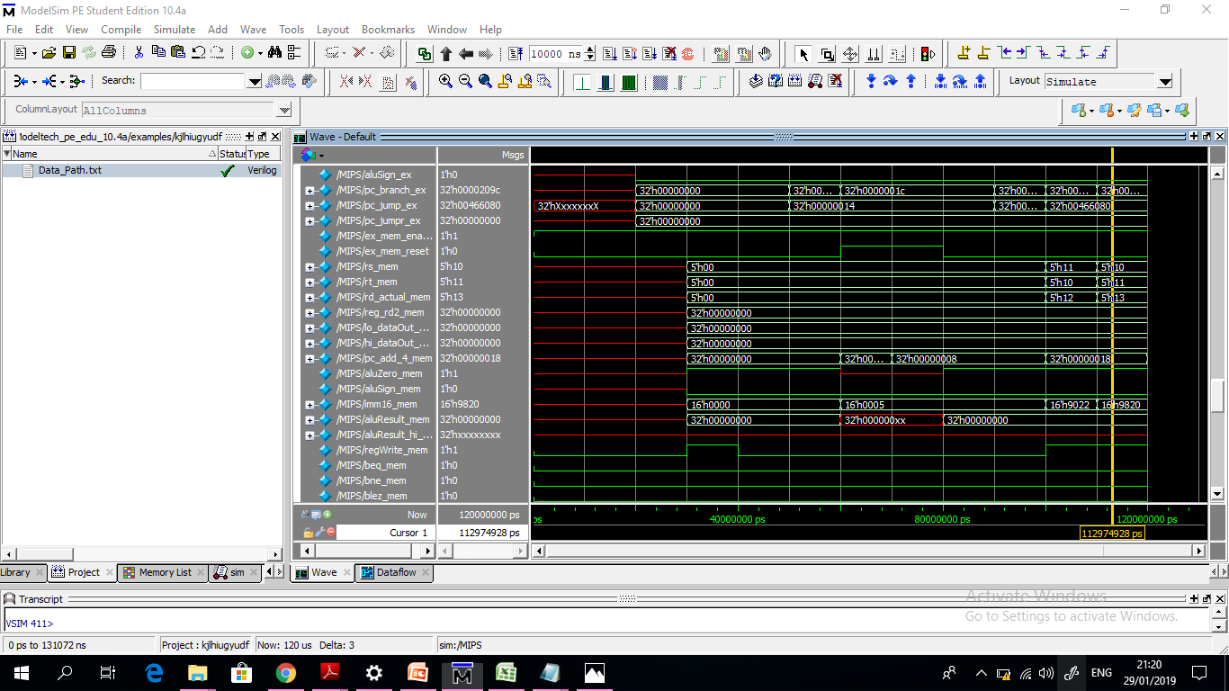 ModelSim PE Student Edition 10.4a
File Edit View Compile Simulate Add Wave Tools Layout Bookmarks Window Help
10000 ns
Search:
Layout Simulate
ColumnLayout AllColumns
lodeltech_pe_edu_10.4a/examples/kjlhiugyudf
Wave - Default
Name Status Type
Msgs
Data_Path.txt Verilog
/MIPS/aluSign_ex 1'h0
/MIPS/pc_branch_ex 32'h0000209c 32'h00000000 32'h00... 32'h0000001c 32'h00... 32'h00... 32'h00...
/MIPS/pc_jump_ex 32'h00466080 32'hXxxxxxxX 32'h00000000 32'h00000014 32'h00... 32'h00466080
/MIPS/pc_jumpr_ex 32'h00000000 32'h00000000
/MIPS/ex_mem_ena... 1'h1
/MIPS/ex_mem_reset 1'h0
/MIPS/rs_mem 5'h10 5'h00 5'h11 5'h10
/MIPS/rt_mem 5'h11 5'h00 5'h10 5'h11
/MIPS/rd_actual_mem 5'h13 5'h00 5'h12 5'h13
/MIPS/reg_rd2_mem 32'h00000000 32'h00000000
/MIPS/lo_dataOut_... 32'h00000000 32'h00000000
/MIPS/hi_dataOut_... 32'h00000000 32'h00000000
/MIPS/pc_add_4_mem 32'h00000018 32'h00000000 32'h00... 32'h00000008 32'h00000018
/MIPS/aluZero_mem 1'h1
/MIPS/aluSign_mem 1'h0
/MIPS/imm16_mem 16'h9820 16'h0000 16'h0005 16'h9022 16'h9820
/MIPS/aluResult_mem 32'h00000000 32'h00000000 32'h000000xx 32'h00000000
/MIPS/aluResult_hi_... 32'hxxxxxxxx
/MIPS/regWrite_mem 1'h1
/MIPS/beq_mem 1'h0
/MIPS/bne_mem 1'h0
/MIPS/blez_mem 1'h0
Now 120000000 ps ps 40000000 ps 80000000 ps 120000000 ps
Cursor 1 112974928 ps 112974928 ps
Library Project Memory List sim Wave Dataflow
Transcript
Activate Windows
Go to Settings to activate Windows.
VSIM 411>
0 ps to 131072 ns Project : kjlhiugyudf Now: 120 us Delta: 3 sim:/MIPS
ENG
21:20
29/01/2019